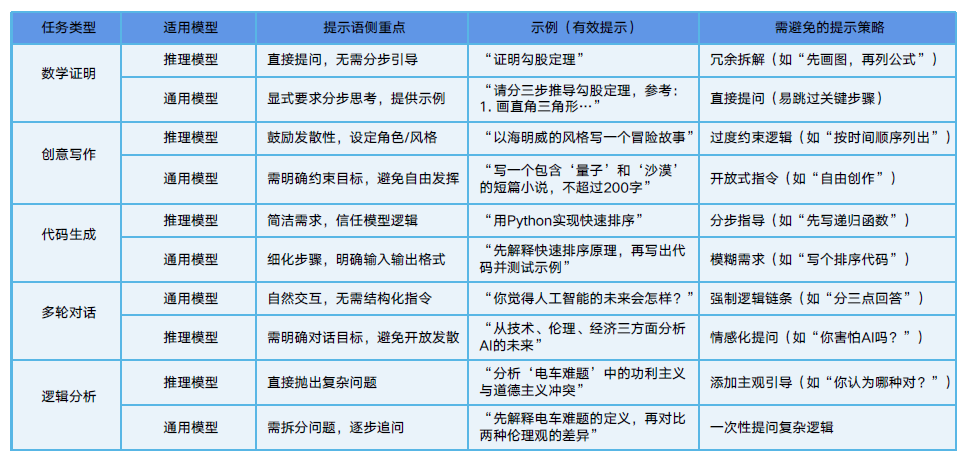 任务类型 适用模型 提示语侧重点 示例（有效提示） 需避免的提示策略
数学证明
推理模型 直接提问，无需分步引导 “证明勾股定理” 冗余拆解（如“先画图，再列公式”）
通用模型 显式要求分步思考，提供示例 “请分三步推导勾股定理，参考：
1. 画直角三角形…” 直接提问（易跳过关键步骤）
创意写作
推理模型 鼓励发散性，设定角色/风格 “以海明威的风格写一个冒险故事” 过度约束逻辑（如“按时间顺序列出”）
通用模型 需明确约束目标，避免自由发挥 “写一个包含‘量子’和‘沙漠’
的短篇小说，不超过200字” 开放式指令（如“自由创作”）
代码生成
推理模型 简洁需求，信任模型逻辑 “用Python实现快速排序” 分步指导（如“先写递归函数”）
通用模型 细化步骤，明确输入输出格式 “先解释快速排序原理，再写出代
码并测试示例” 模糊需求（如“写个排序代码”）
多轮对话
通用模型 自然交互，无需结构化指令 “你觉得人工智能的未来会怎样？” 强制逻辑链条（如“分三点回答”）
推理模型 需明确对话目标，避免开放发散 “从技术、伦理、经济三方面分析
AI的未来” 情感化提问（如“你害怕AI吗？”）
逻辑分析
推理模型 直接抛出复杂问题 “分析‘电车难题’中的功利主义
与道德主义冲突” 添加主观引导（如“你认为哪种对？”）
通用模型 需拆分问题，逐步追问 “先解释电车难题的定义，再对比
两种伦理观的差异” 一次性提问复杂逻辑